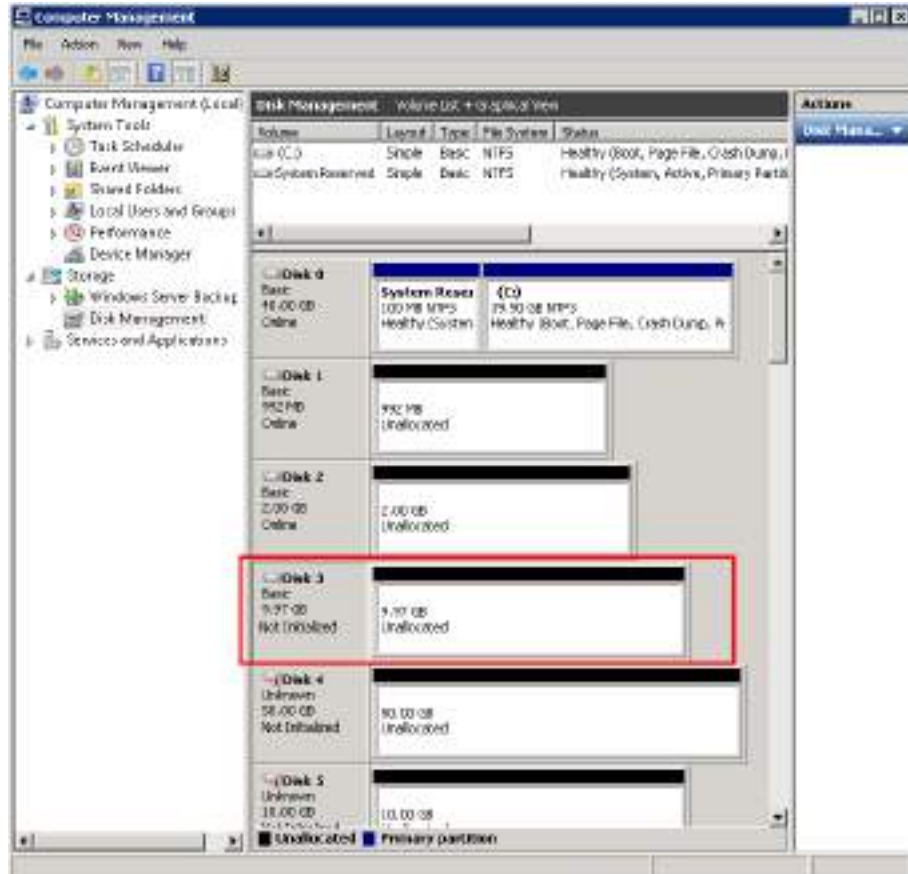 Computer Management
File Action View Help
Computer Management (Local
System Tools
Task Scheduler
Event Viewer
Shared Folders
Local Users and Groups
Performance
Device Manager
Storage
Windows Server Backup
Disk Management
Services and Applications
Disk Management Volume List + Graphical View
Volume Layout Type File System Status
(C:) Simple Basic NTFS Healthy (Boot, Page File, Crash Dump,
System Reserved Simple Basic NTFS Healthy (System, Active, Primary Partit
Disk 0
Basic
40.00 GB
Online
System Reser
100 MB NTFS
Healthy (System
(C:)
39.90 GB NTFS
Healthy (Boot, Page File, Crash Dump,
Disk 1
Basic
992 MB
Online
992 MB
Unallocated
Disk 2
Basic
2.00 GB
Online
2.00 GB
Unallocated
Disk 3
Basic
9.97 GB
Not Initialized
9.97 GB
Unallocated
Disk 4
Unknown
Not Initialized
Unallocated
Disk 5
Unknown
10.00 GB
10.00 GB
Unallocated Primary partition
Actions
Disk Mana...